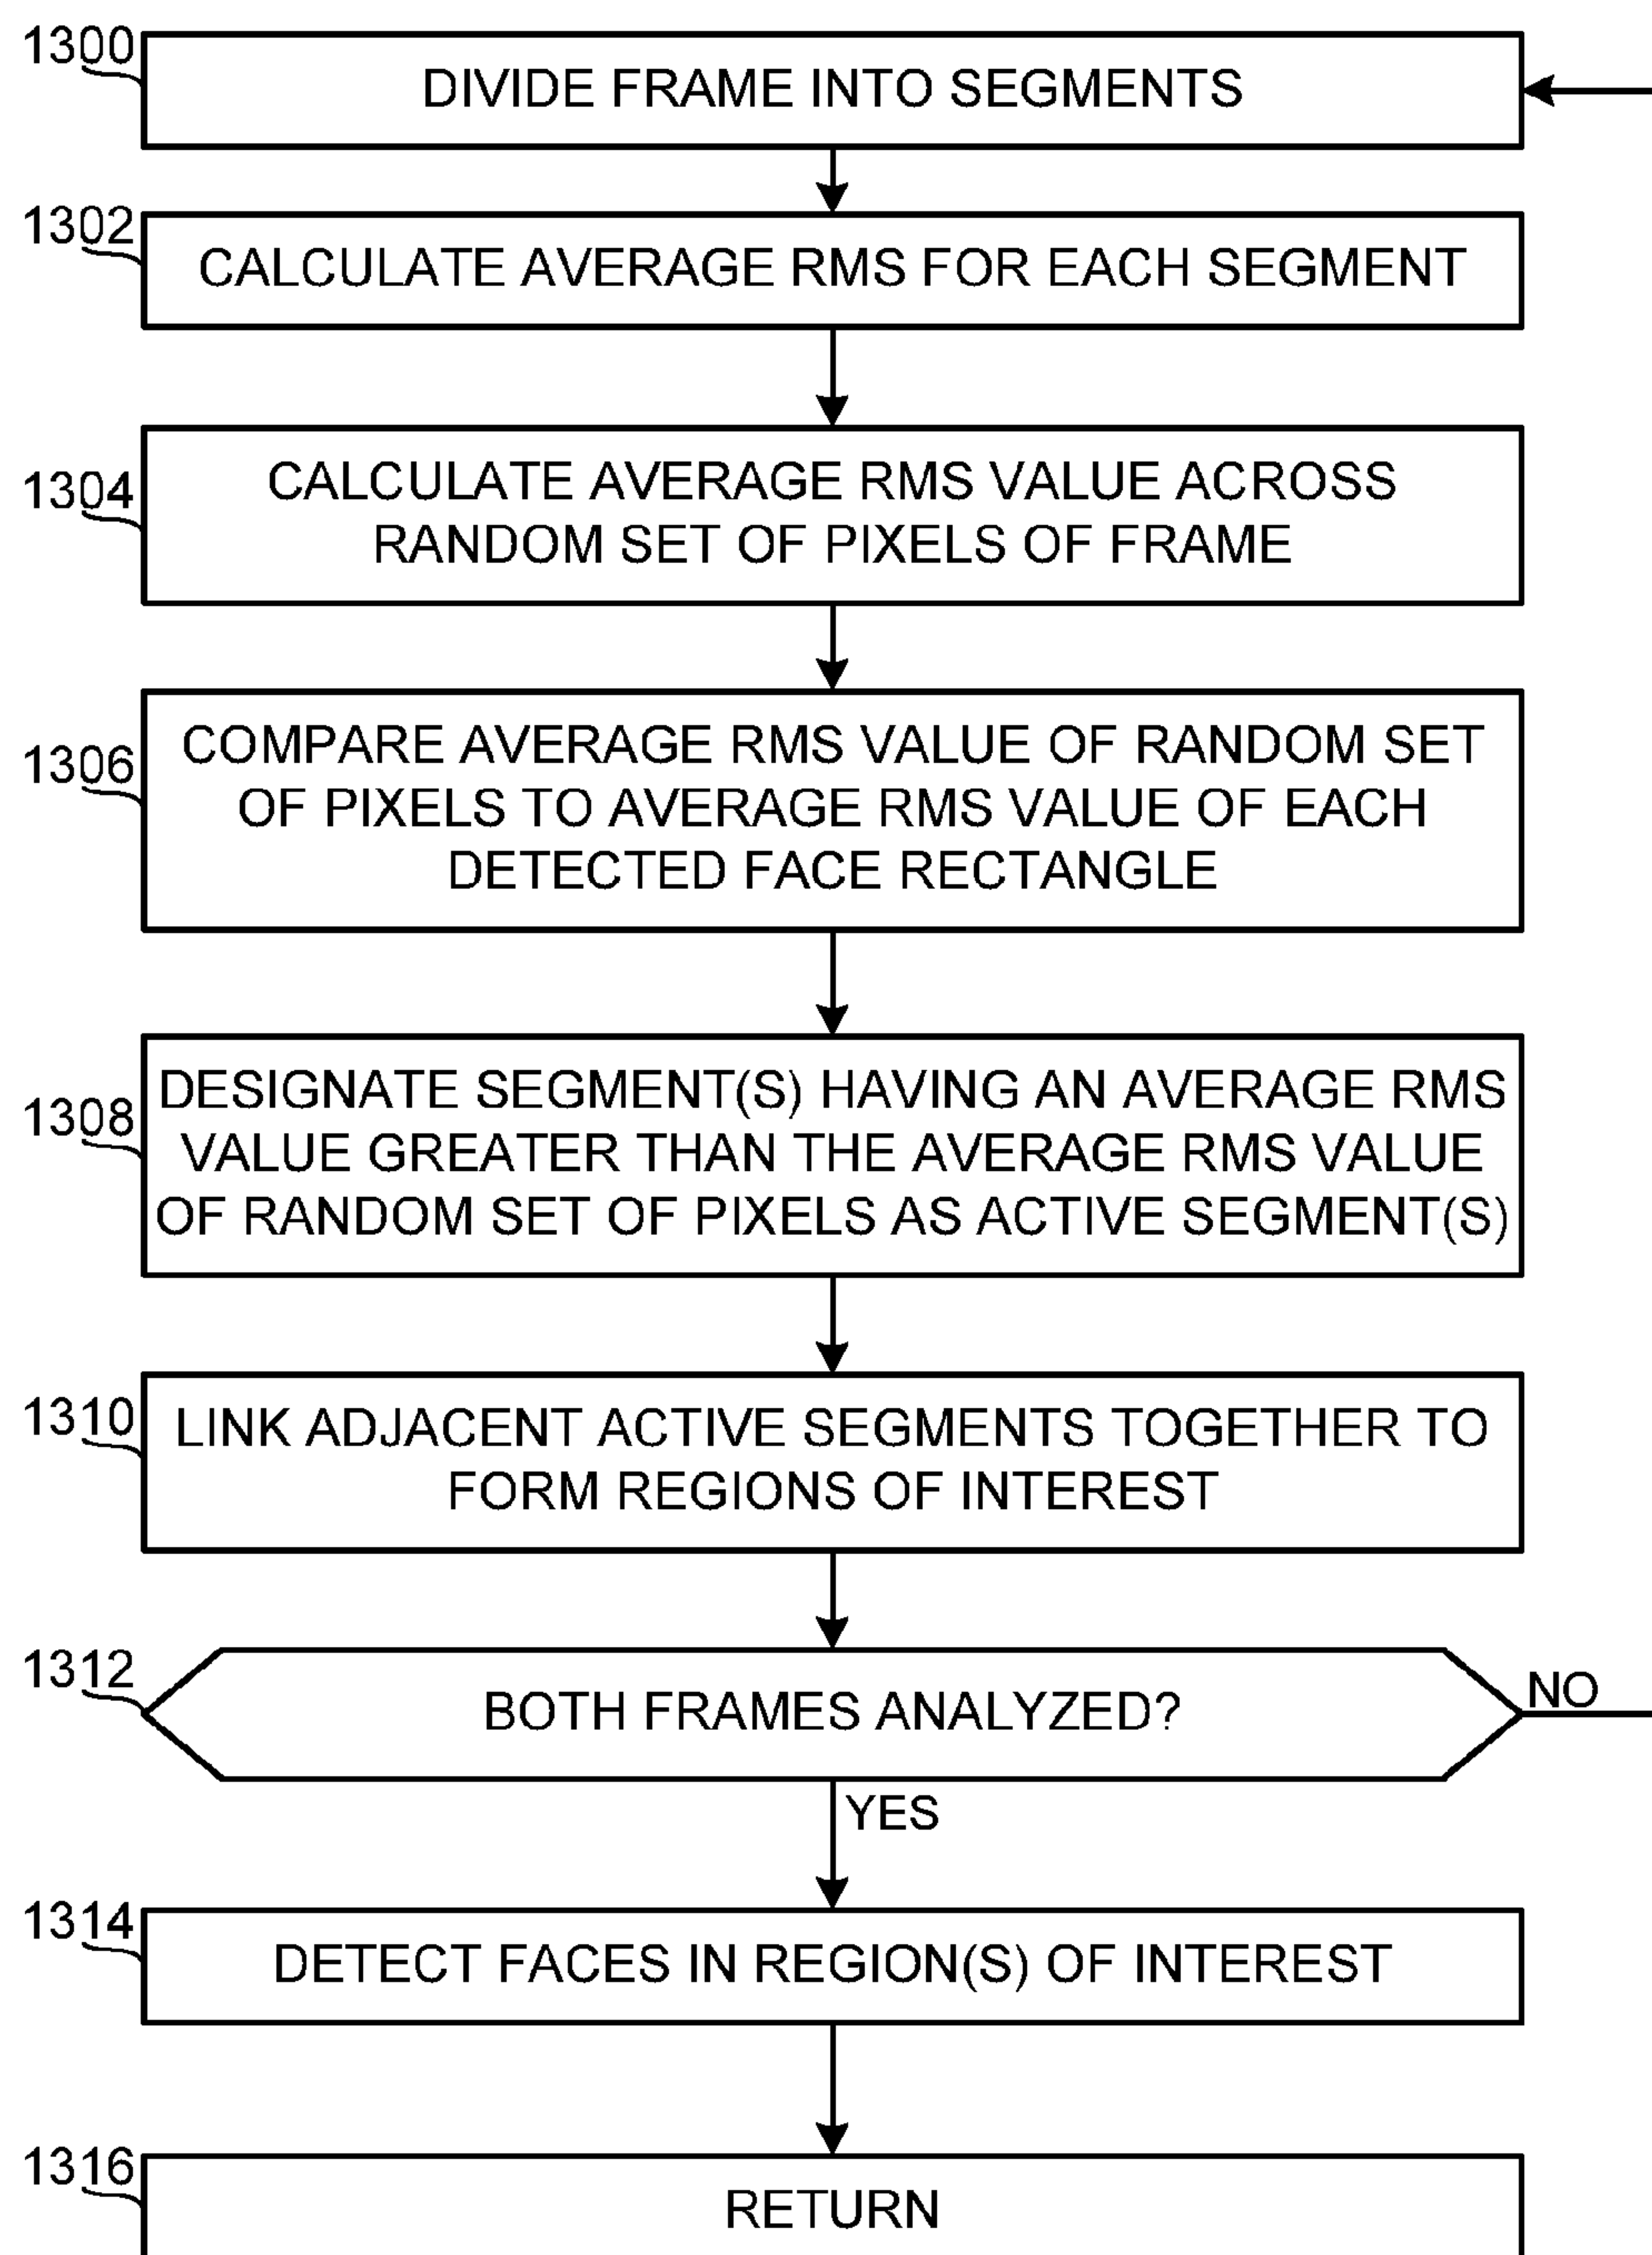 1300
DIVIDE FRAME INTO SEGMENTS
1302
CALCULATE AVERAGE RMS FOR EACH SEGMENT
1304
CALCULATE AVERAGE RMS VALUE ACROSS
RANDOM SET OF PIXELS OF FRAME
1306
COMPARE AVERAGE RMS VALUE OF RANDOM SET
OF PIXELS TO AVERAGE RMS VALUE OF EACH
DETECTED FACE RECTANGLE
1308
DESIGNATE SEGMENT(S) HAVING AN AVERAGE RMS
VALUE GREATER THAN THE AVERAGE RMS VALUE
OF RANDOM SET OF PIXELS AS ACTIVE SEGMENT(S)
1310
LINK ADJACENT ACTIVE SEGMENTS TOGETHER TO
FORM REGIONS OF INTEREST
1312
BOTH FRAMES ANALYZED?
NO
YES
1314
DETECT FACES IN REGION(S) OF INTEREST
1316
RETURN